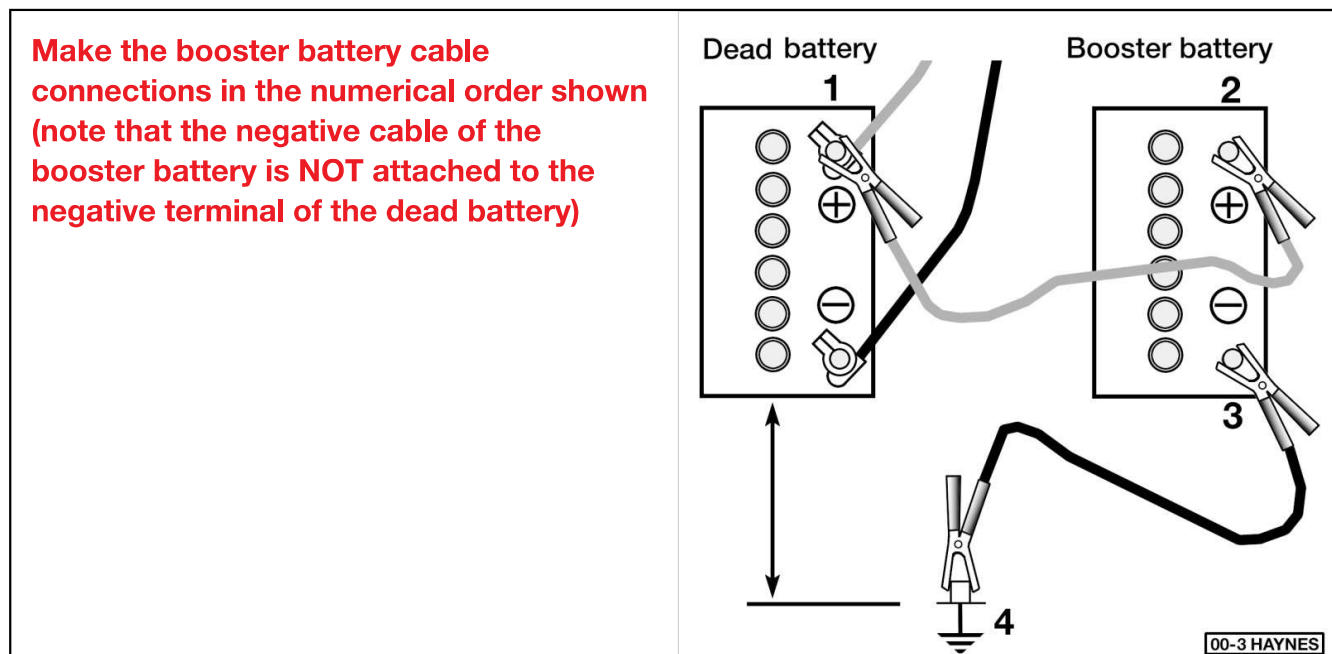 Make the booster battery cable
connections in the numerical order shown
(note that the negative cable of the
booster battery is NOT attached to the
negative terminal of the dead battery)
Dead battery
Booster battery
1
2
+
+
−
−
3
4
00-3 HAYNES